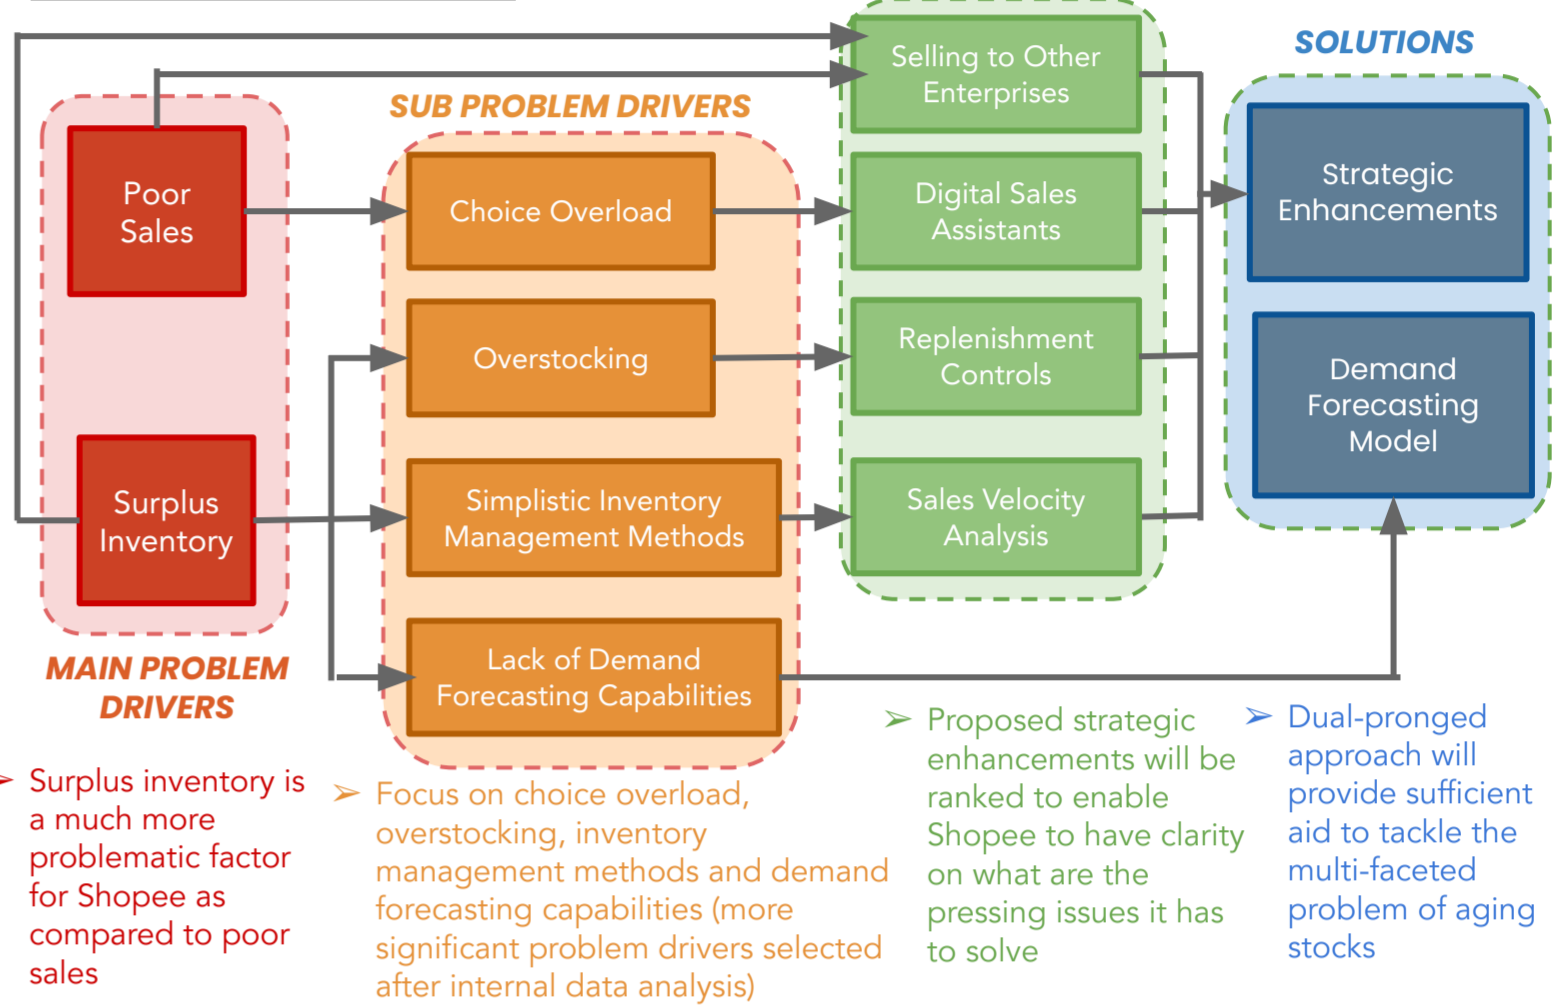 SOLUTIONS
Selling to Other
Enterprises
SUB PROBLEM DRIVERS
Poor
Sales
Choice Overload
Digital Sales
Assistants
Strategic
Enhancements
Overstocking
Replenishment
Controls
Demand
Forecasting
Model
Surplus
Inventory
Simplistic Inventory
Management Methods
Sales Velocity
Analysis
Lack of Demand
Forecasting Capabilities
MAIN PROBLEM
DRIVERS
➢ Surplus inventory is
a much more
problematic factor
for Shopee as
compared to poor
sales
➢ Focus on choice overload,
overstocking, inventory
management methods and demand
forecasting capabilities (more
significant problem drivers selected
after internal data analysis)
➢ Proposed strategic
enhancements will be
ranked to enable
Shopee to have clarity
on what are the
pressing issues it has
to solve
➢ Dual-pronged
approach will
provide sufficient
aid to tackle the
multi-faceted
problem of aging
stocks